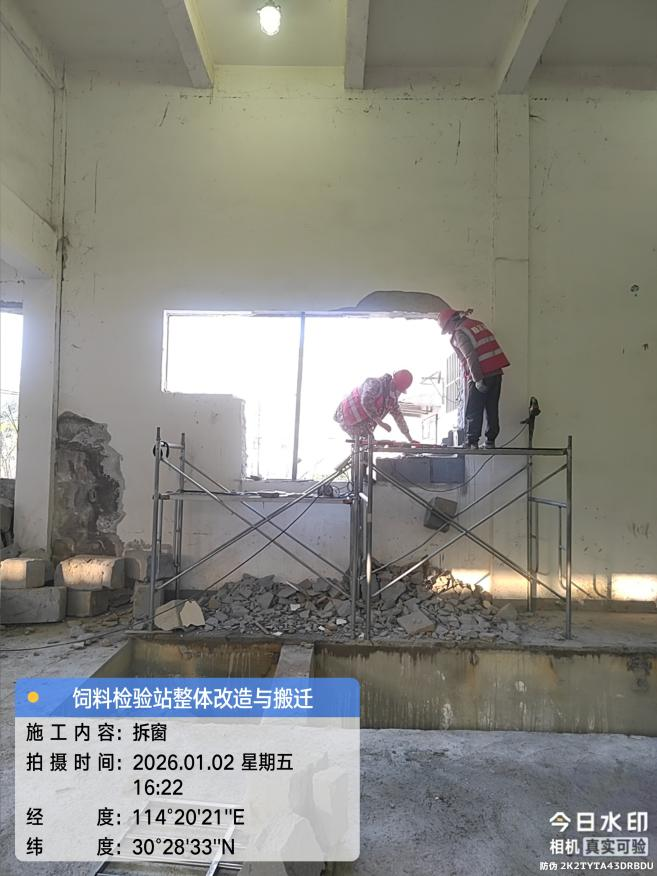 饲料检验站整体改造与搬迁
施工内容：拆窗
拍摄时间：2026.01.02 星期五
16:22
经度：114°20'21"E
纬度：30°28'33"N
今日水印
相机 真实可验
防伪 2K2TYTA43DRBDU